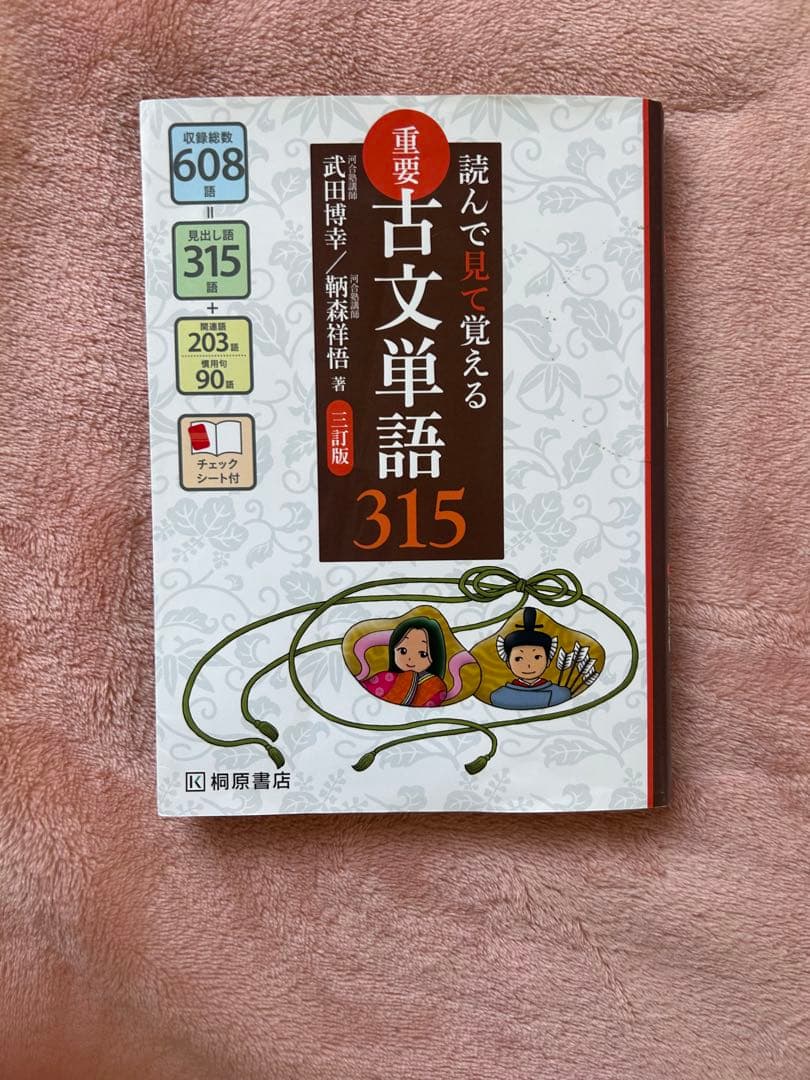 読んで見て覚える
重要
古文単語
315
河合塾講師
武田博幸／
河合塾講師
鞆森祥悟 著
三訂版
収録総数
608
語
=
見出し語
315
語
+
関連語
203語
慣用句
90語
チェック
シート付
K 桐原書店